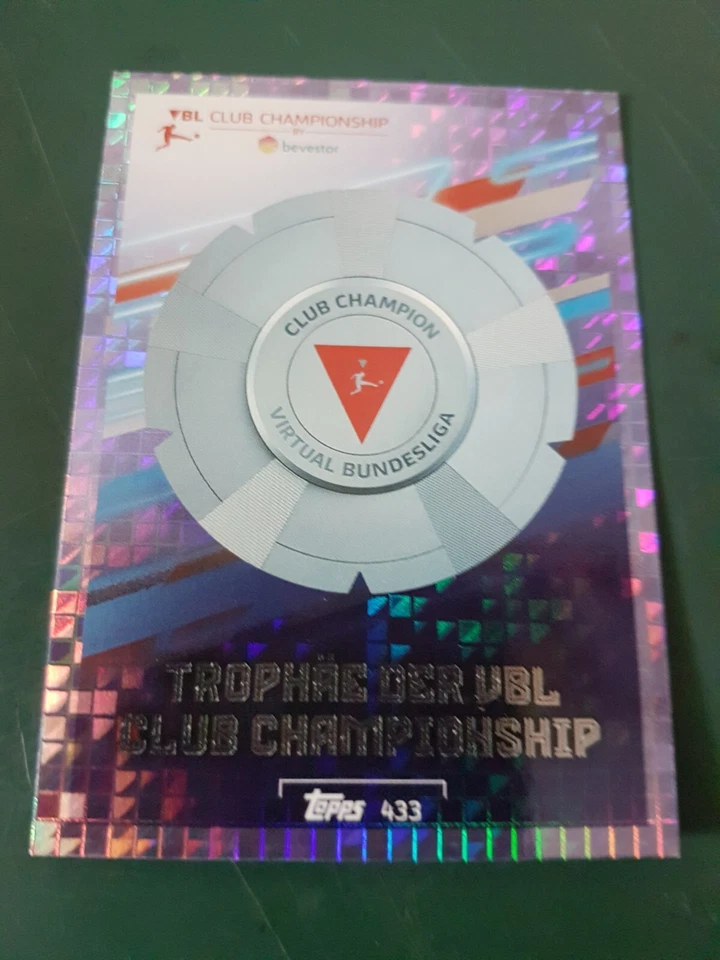 VBL CLUB CHAMPIONSHIP
BY
bevestor
CLUB CHAMPION
VIRTUAL BUNDESLIGA
TROPHÄE DER VBL
CLUB CHAMPIONSHIP
Topps 433